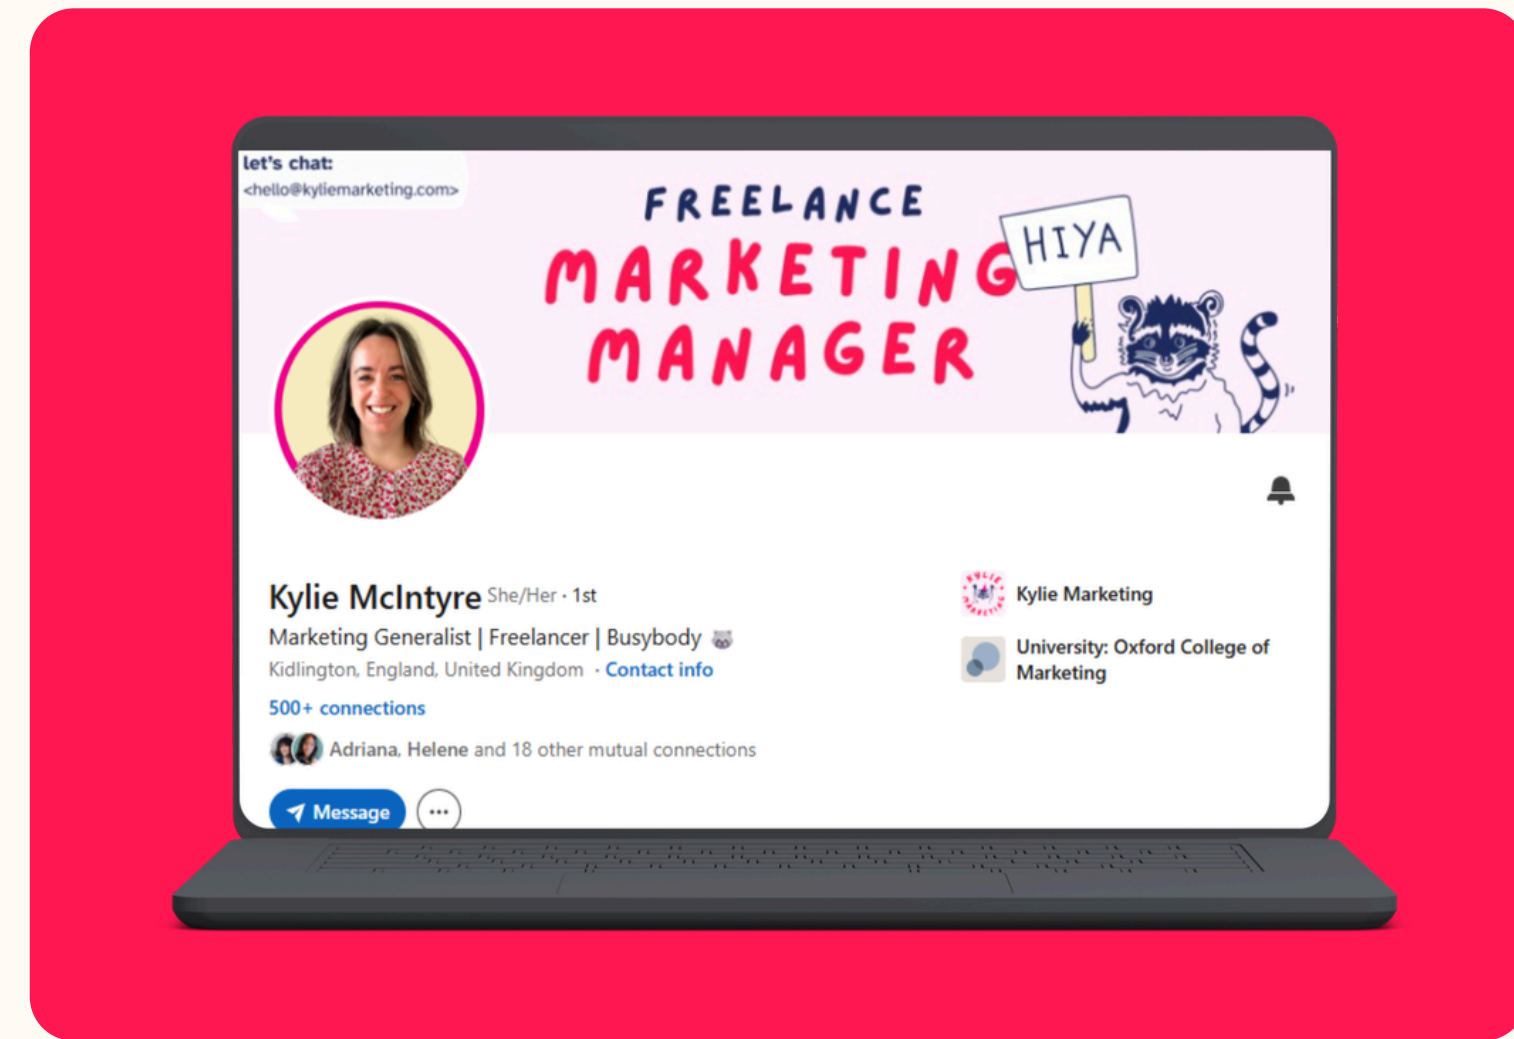 let's chat:
<hello@kyliemarketing.com>
FREELANCE
MARKETING
MANAGER
HIYA
Kylie McIntyre She/Her · 1st
Marketing Generalist | Freelancer | Busybody 🦝
Kidlington, England, United Kingdom · Contact info
500+ connections
Adriana, Helene and 18 other mutual connections
Message
KYLIE
MARKETING
Kylie Marketing
University: Oxford College of
Marketing